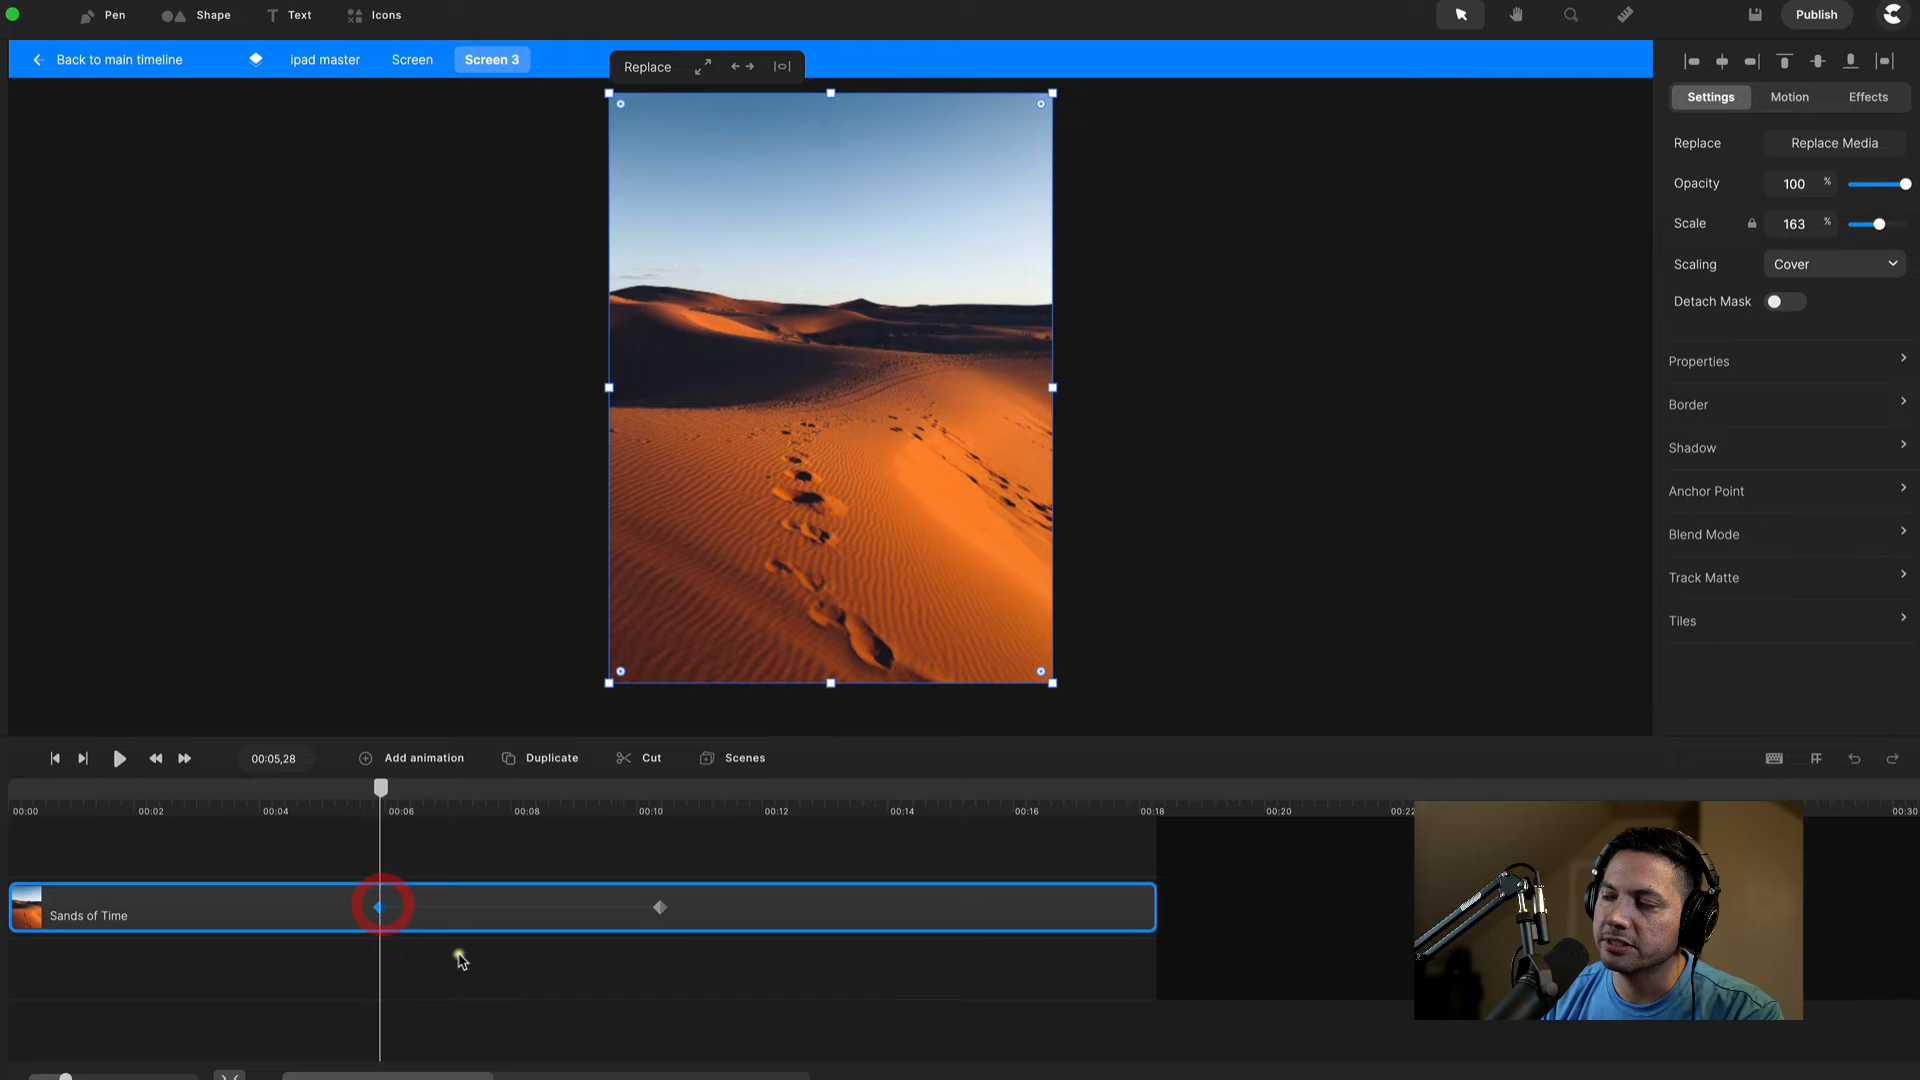 Pen Shape Text Icons Publish
Back to main timeline ipad master Screen Screen 3
Replace
Settings Motion Effects
Replace Replace Media
Opacity 100 %
Scale 163 %
Scaling Cover
Detach Mask
Properties
Border
Shadow
Anchor Point
Blend Mode
Track Matte
Tiles
00:05,28 Add animation Duplicate Cut Scenes
00:00 00:02 00:04 00:06 00:08 00:10 00:12 00:14 00:16 00:18 00:20 00:22 00:30
Sands of Time